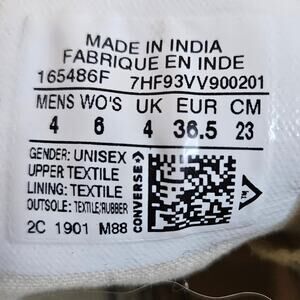 MADE IN INDIA
FABRIQUE EN INDE
165486F 7HF93VV900201
MENS WO'S UK EUR CM
4 6 4 36.5 23
GENDER: UNISEX
UPPER TEXTILE
LINING: TEXTILE
OUTSOLE: TEXTILE/RUBBER
2C 1901 M88
CONVERSE